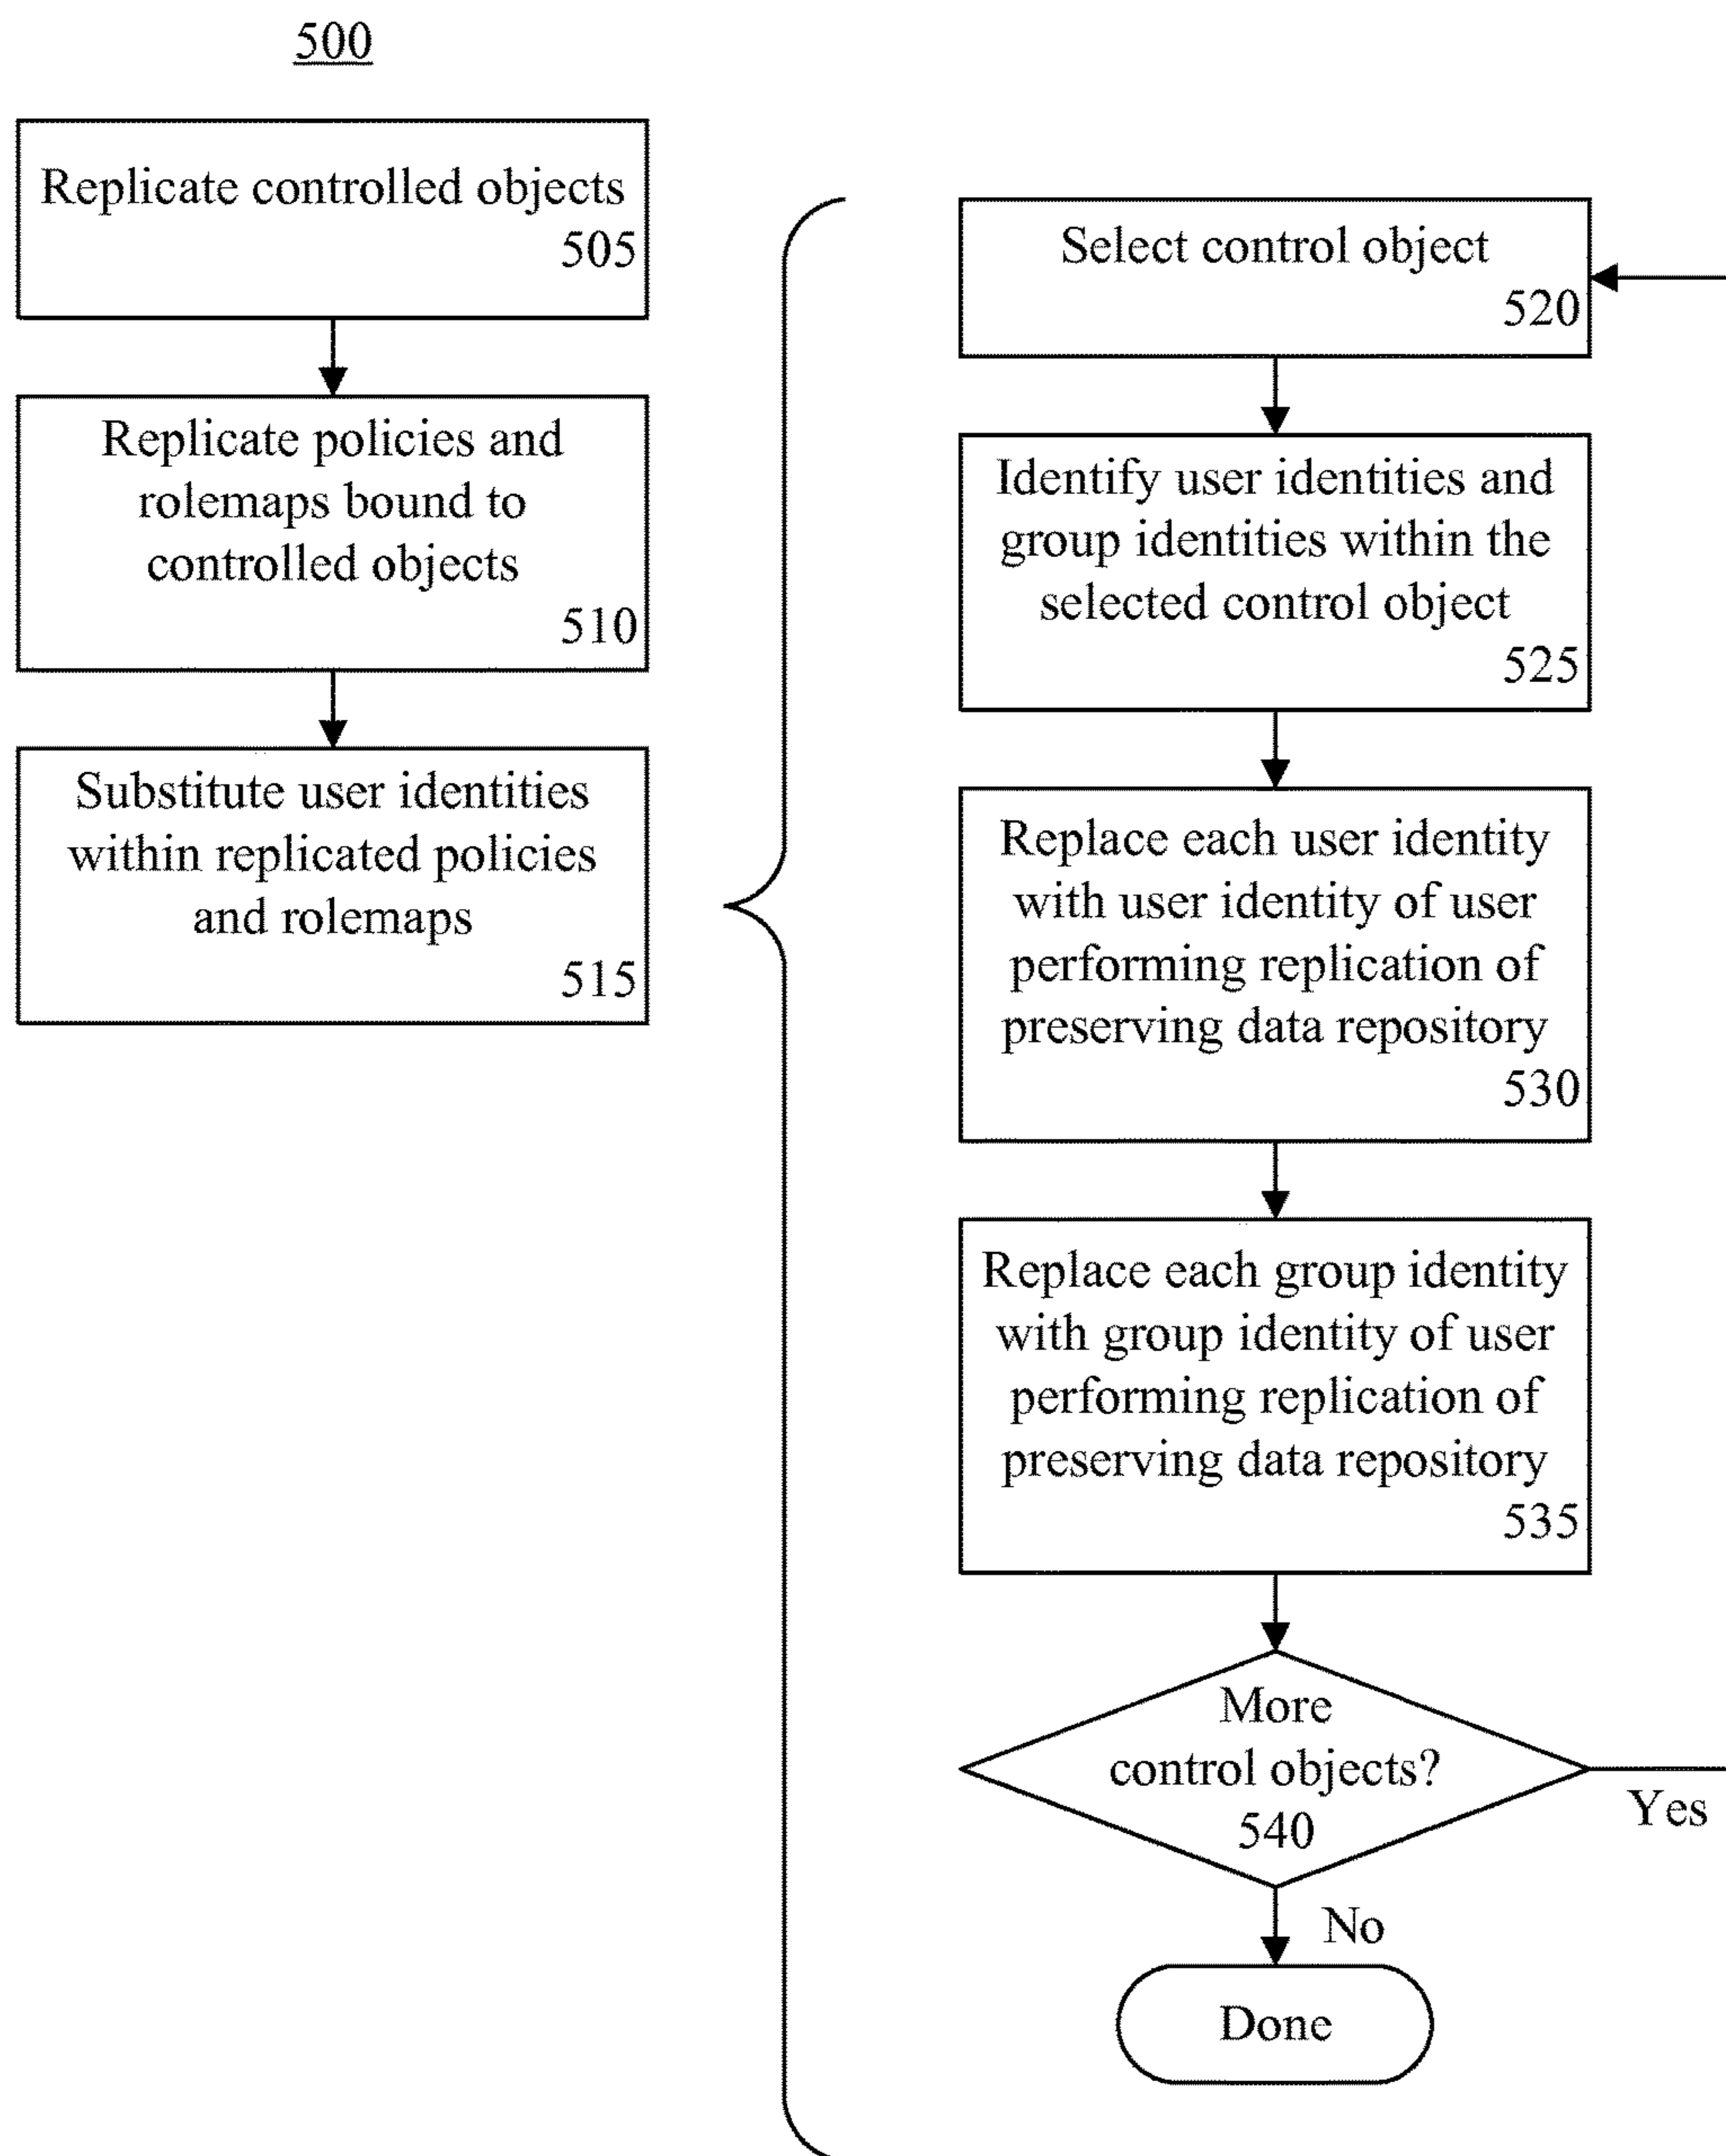 500
Replicate controlled objects
505
Replicate policies and
rolemaps bound to
controlled objects
510
Substitute user identities
within replicated policies
and rolemaps
515
Select control object
520
Identify user identities and
group identities within the
selected control object
525
Replace each user identity
with user identity of user
performing replication of
preserving data repository
530
Replace each group identity
with group identity of user
performing replication of
preserving data repository
535
More
control objects?
540
Yes
No
Done